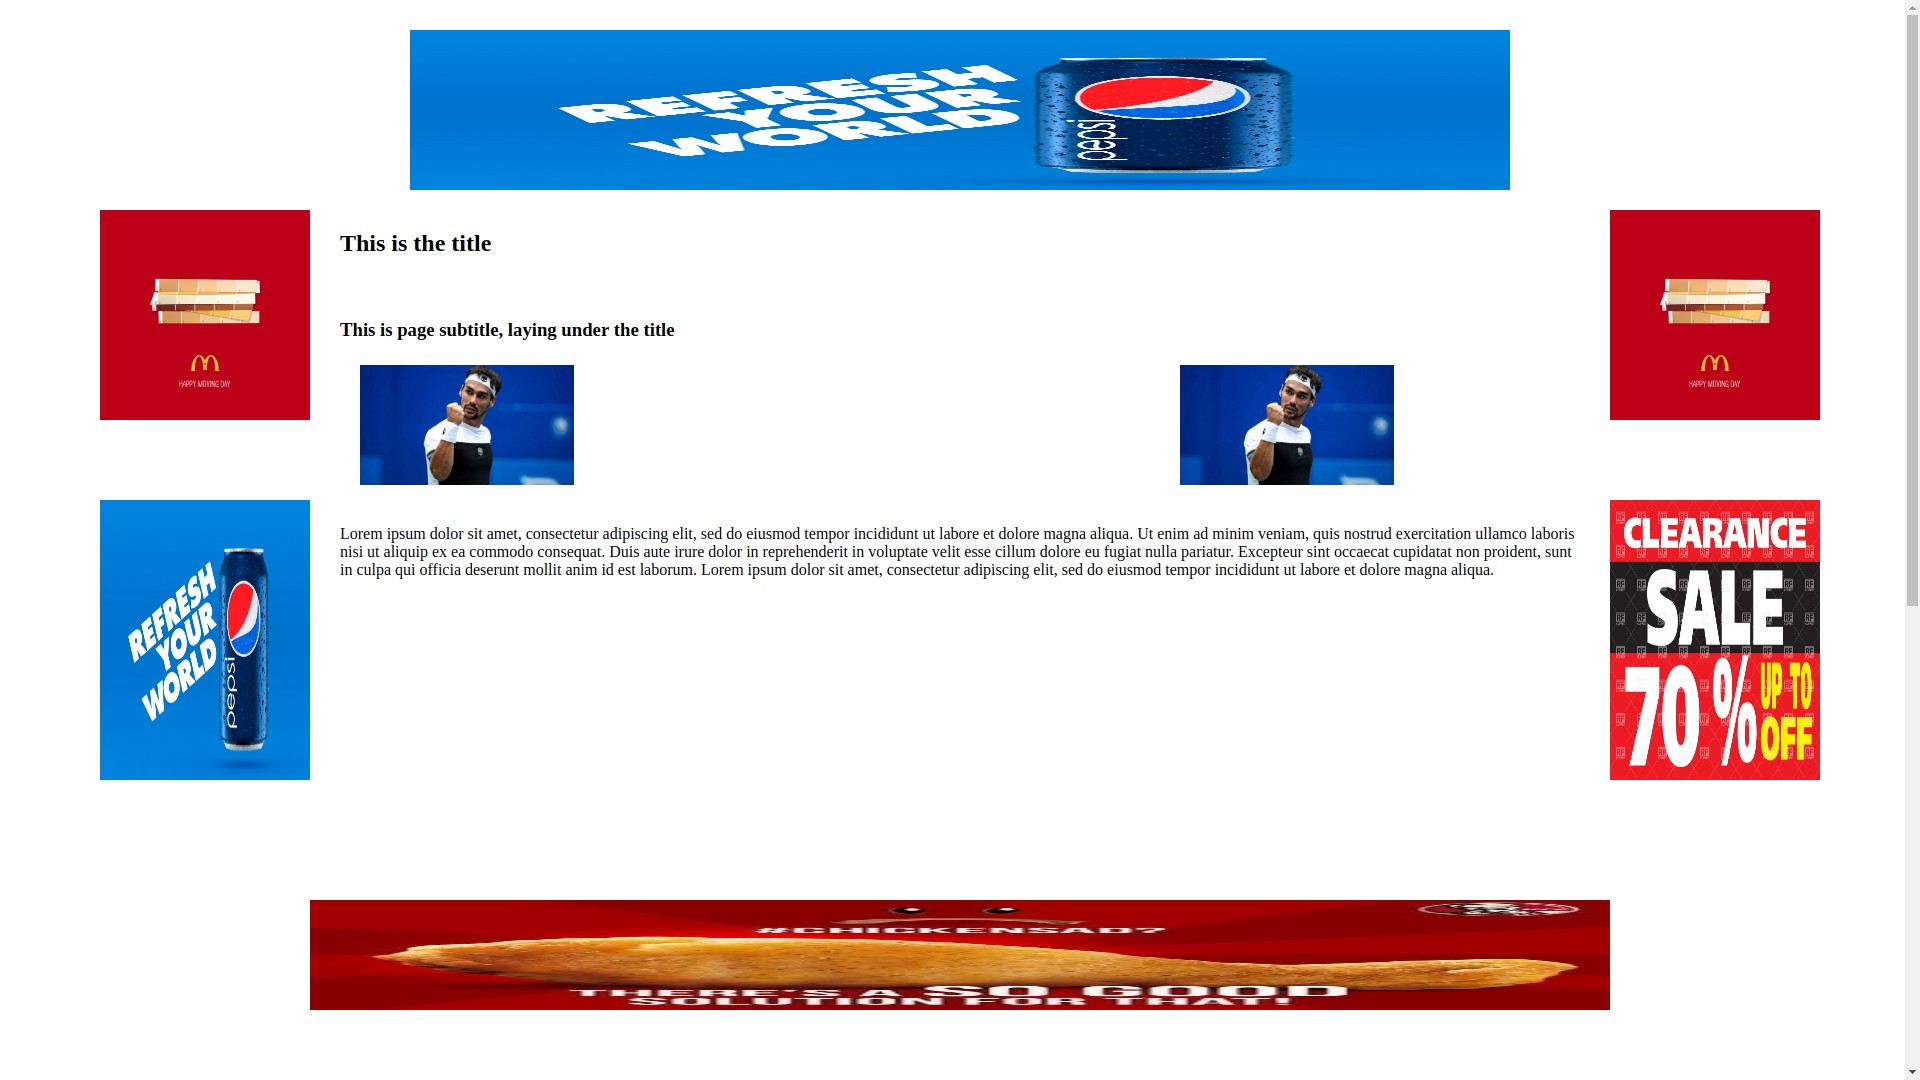 REFRESH
YOUR
WORLD
pepsi
HAPPY MOVING DAY
This is the title
This is page subtitle, laying under the title
HAPPY MOVING DAY
REFRESH
YOUR
WORLD
pepsi
Lorem ipsum dolor sit amet, consectetur adipiscing elit, sed do eiusmod tempor incididunt ut labore et dolore magna aliqua. Ut enim ad minim veniam, quis nostrud exercitation ullamco laboris
nisi ut aliquip ex ea commodo consequat. Duis aute irure dolor in reprehenderit in voluptate velit esse cillum dolore eu fugiat nulla pariatur. Excepteur sint occaecat cupidatat non proident, sunt
in culpa qui officia deserunt mollit anim id est laborum. Lorem ipsum dolor sit amet, consectetur adipiscing elit, sed do eiusmod tempor incididunt ut labore et dolore magna aliqua.
CLEARANCE
SALE
70% UP TO
OFF
#CHICKENSAD?
THERE'S A SO GOOD
SOLUTION FOR THAT!